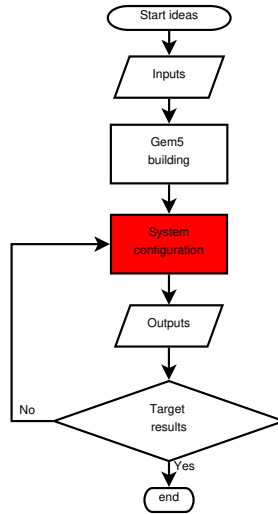 Start ideas
Inputs
Gem5
building
System
configuration
Outputs
Target
results
No
Yes
end